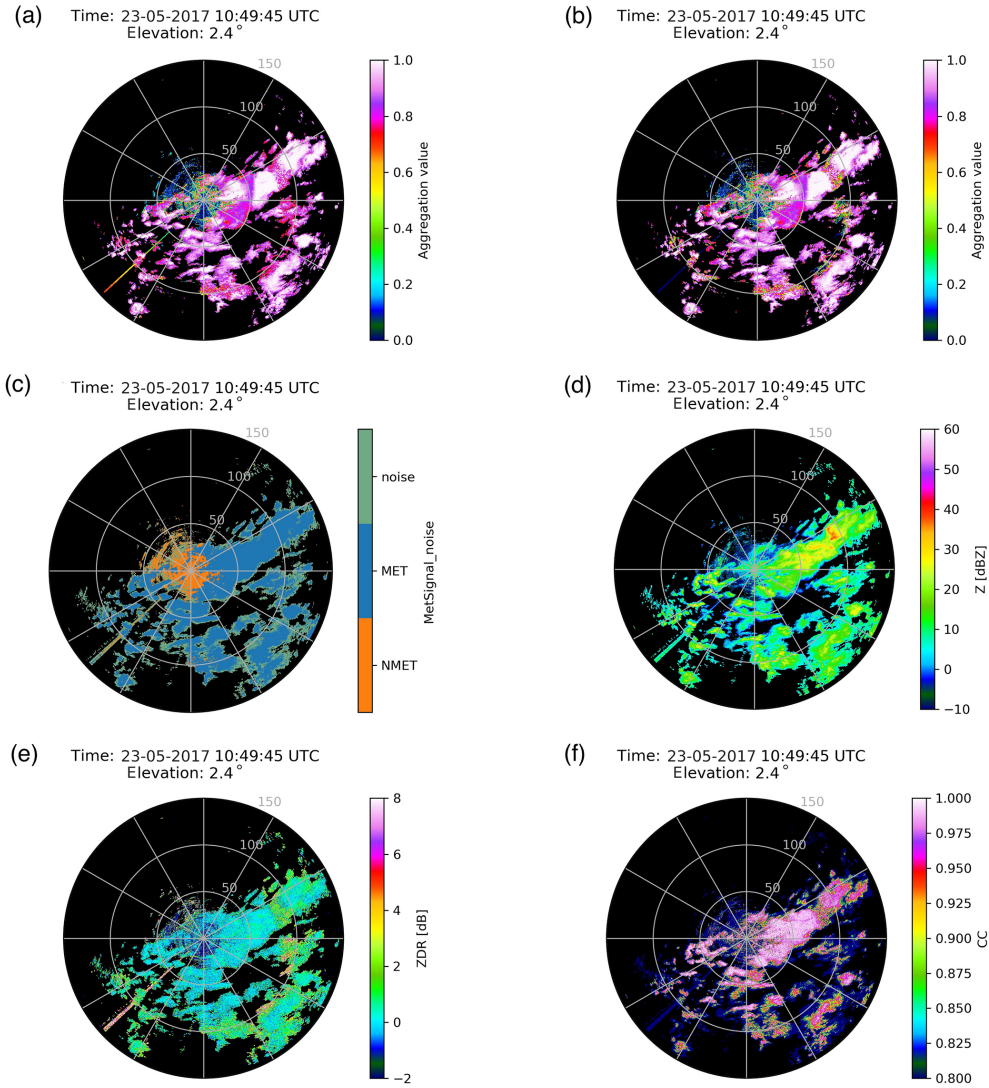 (a)
Time: 23-05-2017 10:49:45 UTC
Elevation: 2.4°
150
100
50
1.0
0.8
0.6
0.4
0.2
0.0
Aggregation value
(b)
Time: 23-05-2017 10:49:45 UTC
Elevation: 2.4°
150
100
50
1.0
0.8
0.6
0.4
0.2
0.0
Aggregation value
(c)
Time: 23-05-2017 10:49:45 UTC
Elevation: 2.4°
150
100
50
noise
MET
NMET
MetSignal_noise
(d)
Time: 23-05-2017 10:49:45 UTC
Elevation: 2.4°
150
100
50
60
50
40
30
20
10
0
−10
Z [dBZ]
(e)
Time: 23-05-2017 10:49:45 UTC
Elevation: 2.4°
150
100
50
8
6
4
2
0
−2
ZDR [dB]
(f)
Time: 23-05-2017 10:49:45 UTC
Elevation: 2.4°
150
100
50
1.000
0.975
0.950
0.925
0.900
0.875
0.850
0.825
0.800
CC